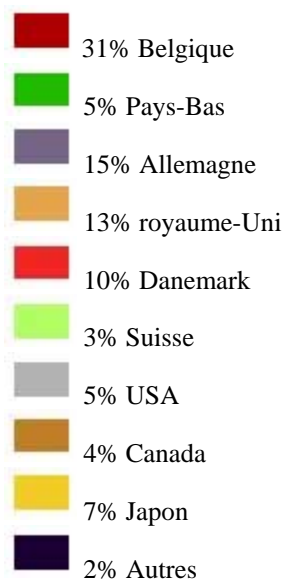 31% Belgique
5% Pays-Bas
15% Allemagne
13% royaume-Uni
10% Danemark
3% Suisse
5% USA
4% Canada
7% Japon
2% Autres